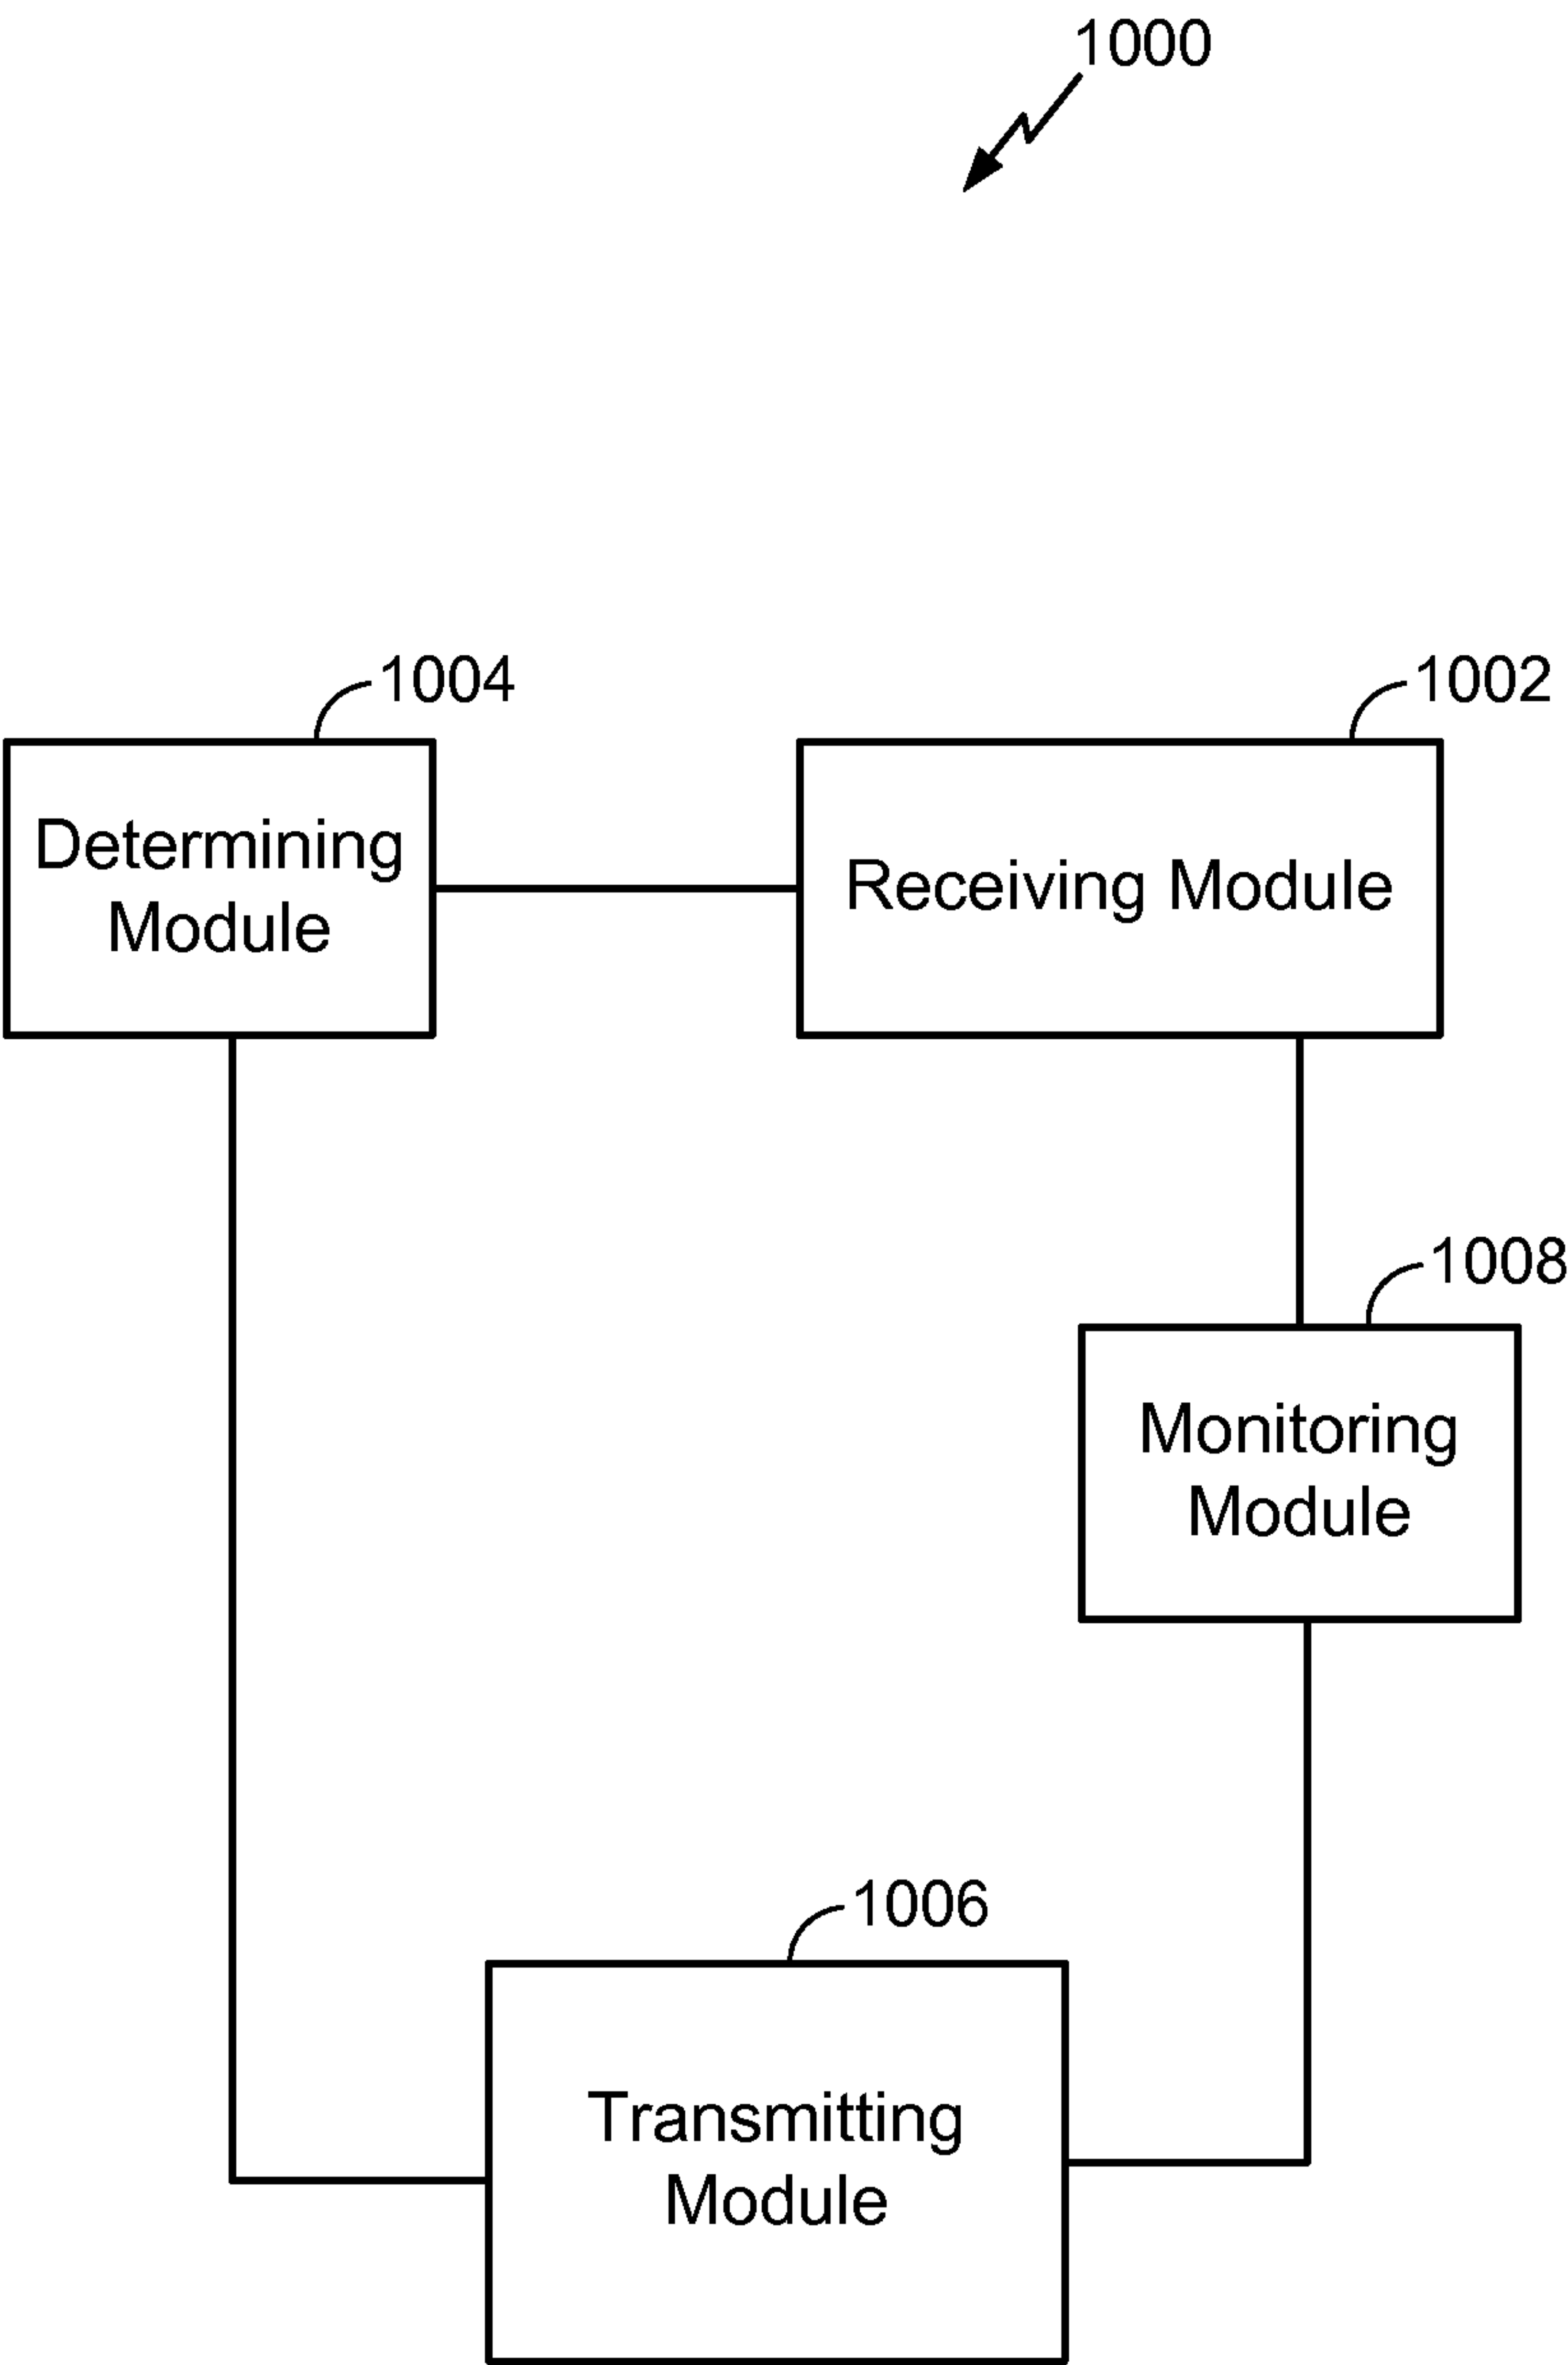 1000
1004
1002
Determining
Module
Receiving Module
1008
Monitoring
Module
1006
Transmitting
Module